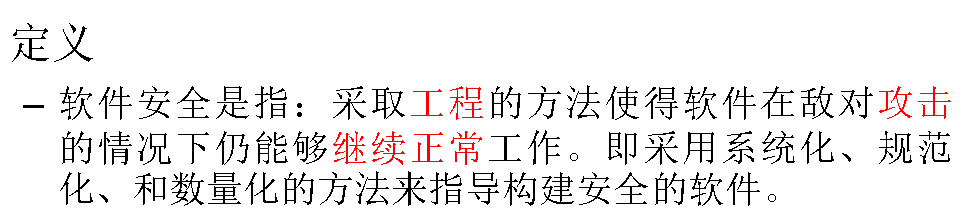 定义
– 软件安全是指：采取工程的方法使得软件在敌对攻击
的情况下仍能够继续正常工作。即采用系统化、规范
化、和数量化的方法来指导构建安全的软件。